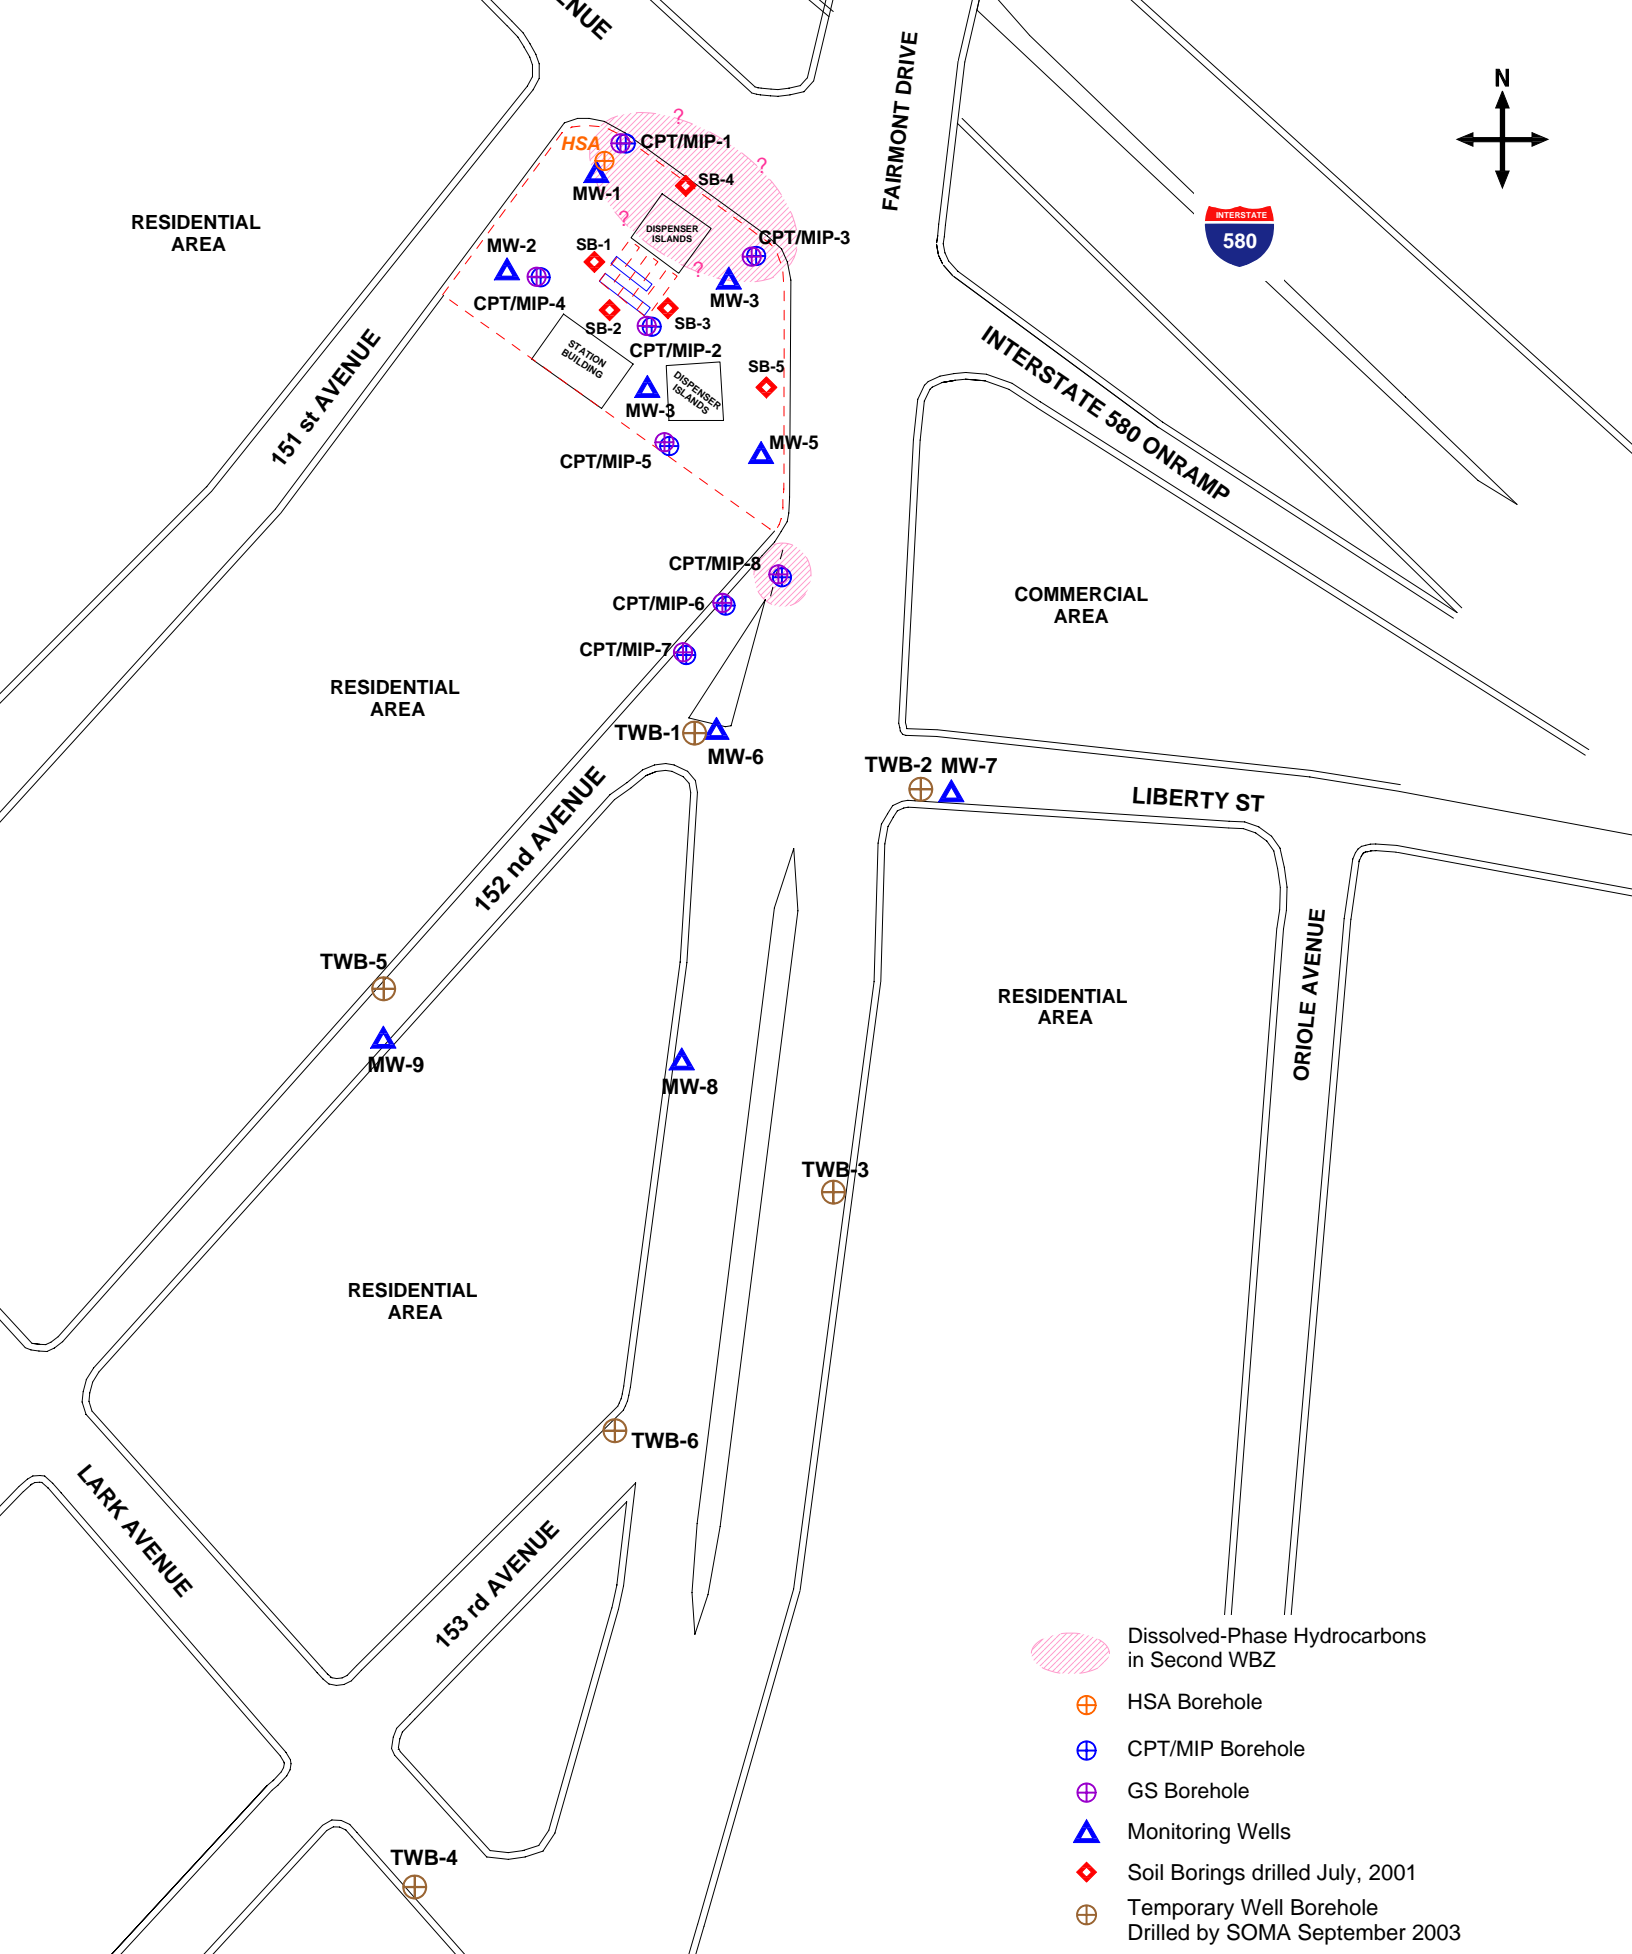 ENUE
FAIRMONT DRIVE
N
HSA
CPT/MIP-1
?
?
MW-1
SB-4
RESIDENTIAL
AREA
INTERSTATE
580
?
DISPENSER
ISLANDS
CPT/MIP-3
MW-2
SB-1
?
CPT/MIP-4
MW-3
SB-2
SB-3
STATION
BUILDING
CPT/MIP-2
SB-5
DISPENSER
ISLANDS
MW-3
151 st AVENUE
INTERSTATE 580 ONRAMP
MW-5
CPT/MIP-5
CPT/MIP-8
CPT/MIP-6
COMMERCIAL
AREA
CPT/MIP-7
RESIDENTIAL
AREA
TWB-1
MW-6
TWB-2
MW-7
LIBERTY ST
152 nd AVENUE
TWB-5
RESIDENTIAL
AREA
ORIOLE AVENUE
MW-9
MW-8
TWB-3
RESIDENTIAL
AREA
TWB-6
LARK AVENUE
153 rd AVENUE
TWB-4
Dissolved-Phase Hydrocarbons
in Second WBZ
HSA Borehole
CPT/MIP Borehole
GS Borehole
Monitoring Wells
Soil Borings drilled July, 2001
Temporary Well Borehole
Drilled by SOMA September 2003